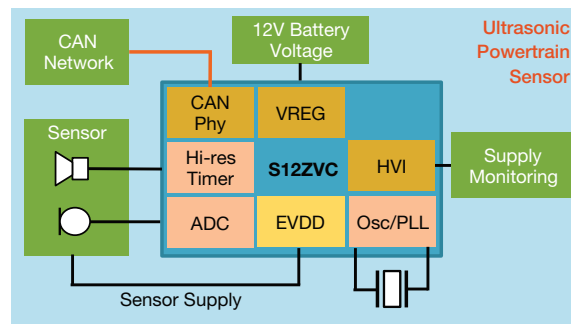 CAN
Network
12V Battery
Voltage
Ultrasonic
Powertrain
Sensor
CAN
Phy
VREG
Sensor
Hi-res
Timer
S12ZVC
HVI
Supply
Monitoring
ADC
EVDD
Osc/PLL
Sensor Supply